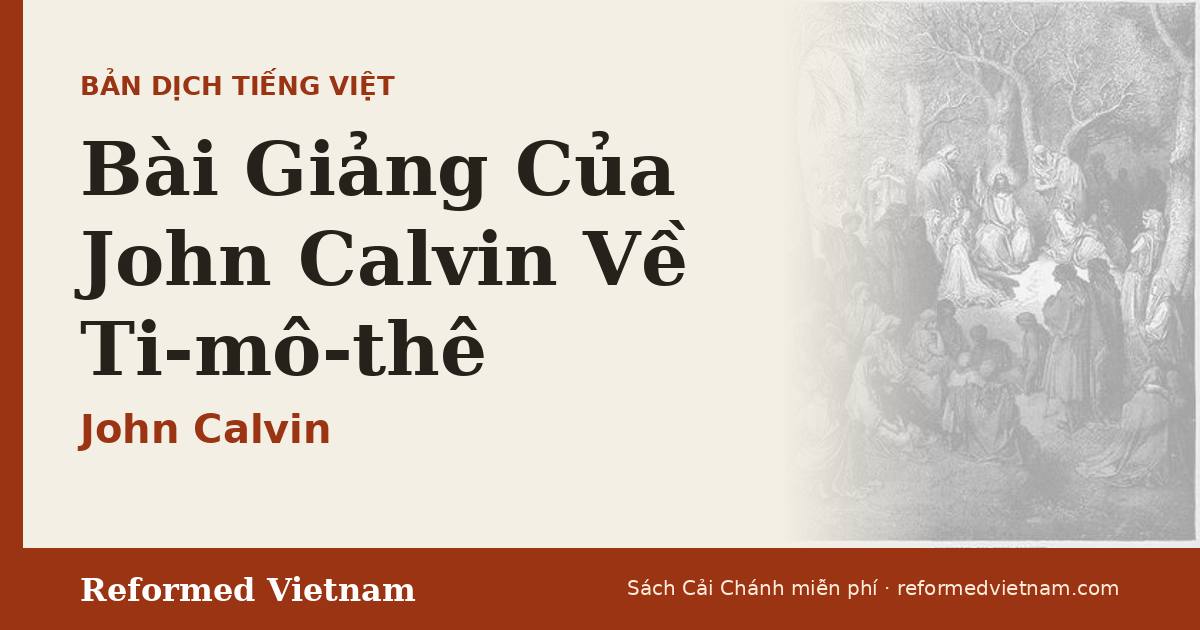 BẢN DỊCH TIẾNG VIỆT
Bài Giảng Của
John Calvin Về
Ti-mô-thê
John Calvin
Reformed Vietnam
Sách Cải Chánh miễn phí · reformedvietnam.com